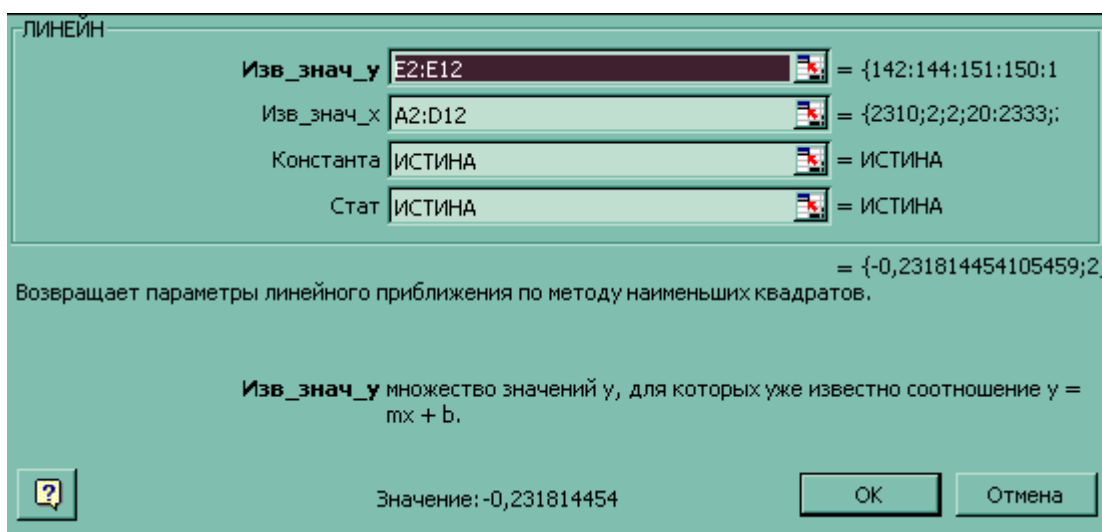 ЛИНЕЙН
Изв_знач_y E2:E12 = {142:144:151:150:1
Изв_знач_x A2:D12 = {2310;2;2;20:2333;
Константа ИСТИНА = ИСТИНА
Стат ИСТИНА = ИСТИНА
= {-0,231814454105459;2
Возвращает параметры линейного приближения по методу наименьших квадратов.
Изв_знач_y множество значений y, для которых уже известно соотношение y =
mx + b.
Значение:-0,231814454 ОК Отмена